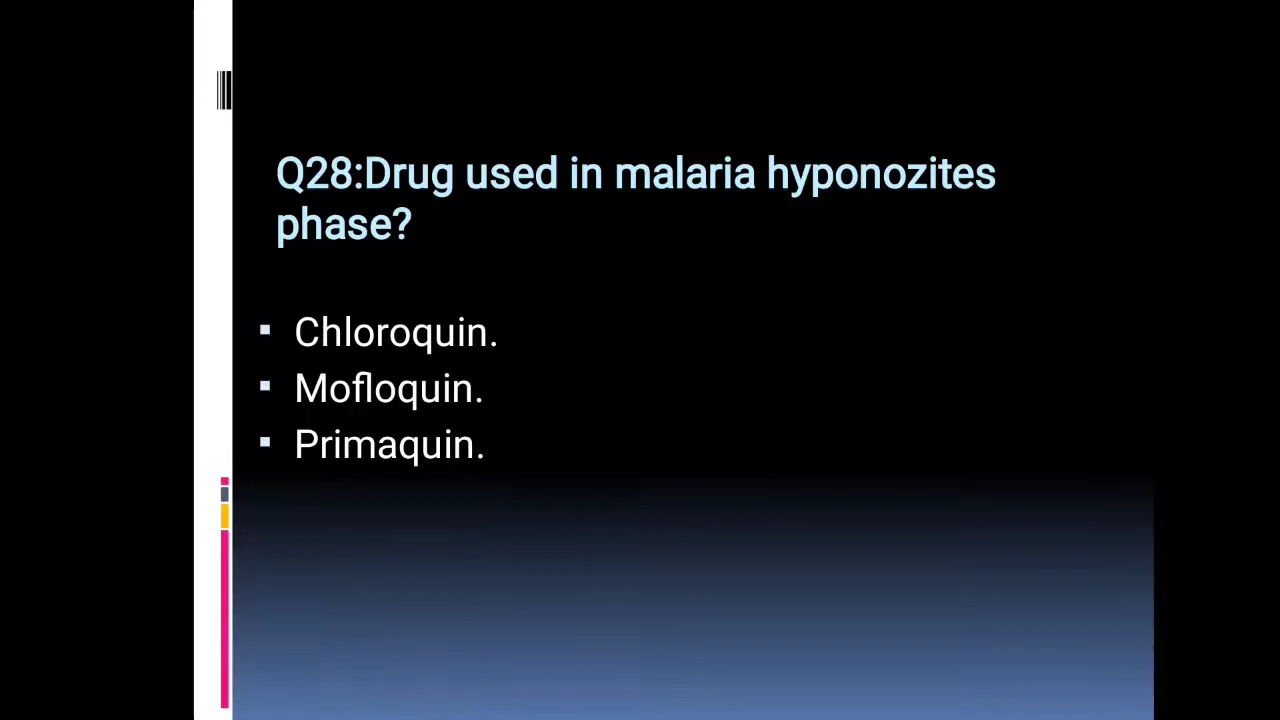 Q28:Drug used in malaria hyponozites
phase?
▪ Chloroquin.
▪ Mofloquin.
▪ Primaquin.